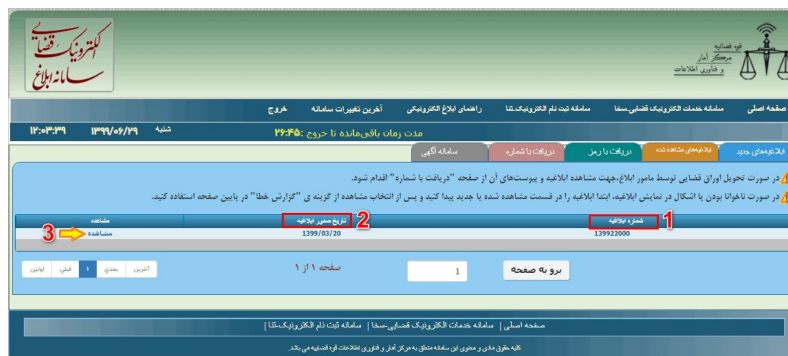 الکترونیک قضایی
سامانه ابلاغ
قوه قضائیه
مرکز آمار
و فناوری اطلاعات
صفحه اصلی
سامانه خدمات الکترونیک قضایی-سخا
سامانه ثبت نام الکترونیک-ثنا
راهنمای ابلاغ الکترونیکی
آخرین تغییرات سامانه
خروج
مدت زمان باقی‌مانده تا خروج :۲۶:۴۵
شنبه ۱۳۹۹/۰۶/۲۹ ۱۲:۰۳:۳۹
ابلاغیه‌های جدید
ابلاغیه‌های مشاهده شده
دریافت با رمز
دریافت با شماره
سامانه آگهی
در صورت تحویل اوراق قضایی توسط مامور ابلاغ،جهت مشاهده ابلاغیه و پیوست‌های آن از صفحه "دریافت با شماره" اقدام شود.
در صورت ناخوانا بودن یا اشکال در نمایش ابلاغیه، ابتدا ابلاغیه را در قسمت مشاهده شده یا جدید پیدا کنید و پس از انتخاب مشاهده از گزینه ی "گزارش خطا" در پایین صفحه استفاده کنید.
شماره ابلاغیه 1 تاریخ صدور ابلاغیه 2 مشاهده
139922000 1399/03/20 مشاهده 3
برو به صفحه 1 صفحه ۱ از ۱ آخرین بعدی ۱ قبلی اولین
صفحه اصلی | سامانه خدمات الکترونیک قضایی-سخا | سامانه ثبت نام الکترونیک-ثنا |
کلیه حقوق مادی و معنوی این سامانه متعلق به مرکز آمار و فناوری اطلاعات قوه قضاییه می باشد.